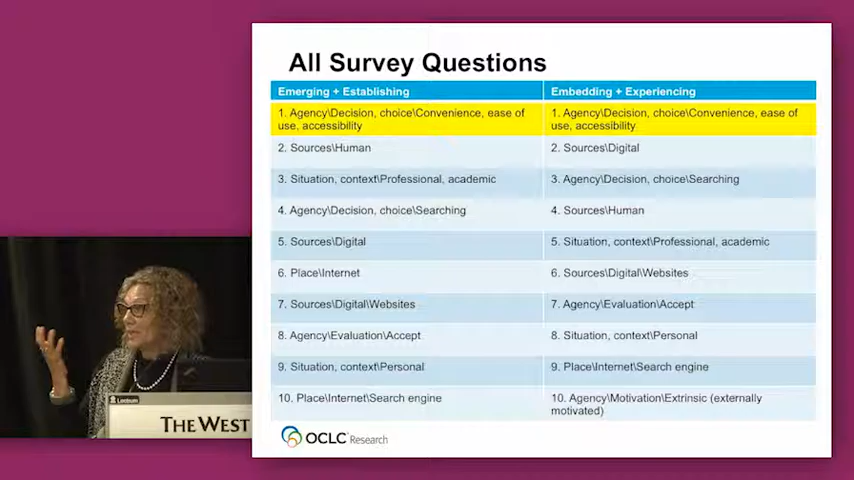 All Survey Questions
Emerging + Establishing
Embedding + Experiencing
1. Agency\Decision, choice\Convenience, ease of
use, accessibility
1. Agency\Decision, choice\Convenience, ease of
use, accessibility
2. Sources\Human
2. Sources\Digital
3. Situation, context\Professional, academic
3. Agency\Decision, choice\Searching
4. Agency\Decision, choice\Searching
4. Sources\Human
5. Sources\Digital
5. Situation, context\Professional, academic
6. Place\Internet
6. Sources\Digital\Websites
7. Sources\Digital\Websites
7. Agency\Evaluation\Accept
8. Agency\Evaluation\Accept
8. Situation, context\Personal
9. Situation, context\Personal
9. Place\Internet\Search engine
10. Place\Internet\Search engine
10. Agency\Motivation\Extrinsic (externally
motivated)
THE WEST
OCLC Research